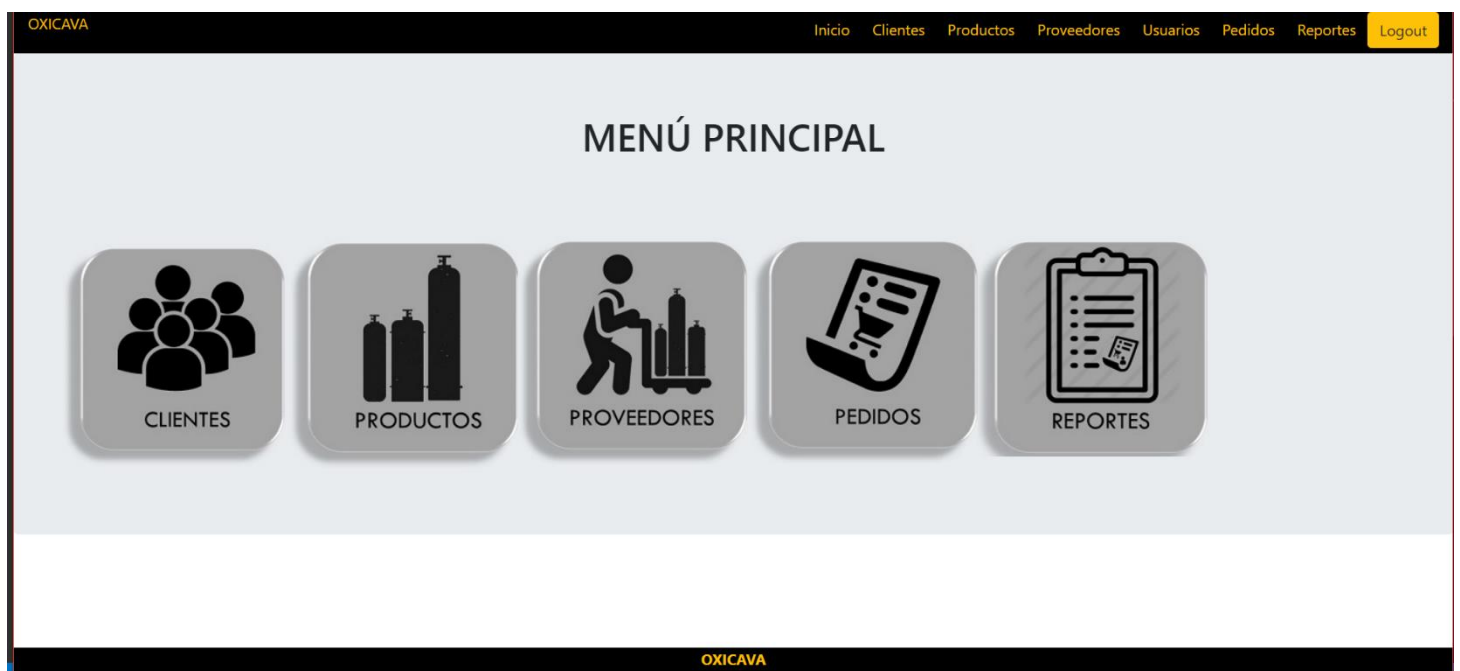 OXICAVA
Inicio Clientes Productos Proveedores Usuarios Pedidos Reportes Logout
MENÚ PRINCIPAL
CLIENTES
PRODUCTOS
PROVEEDORES
PEDIDOS
REPORTES
OXICAVA